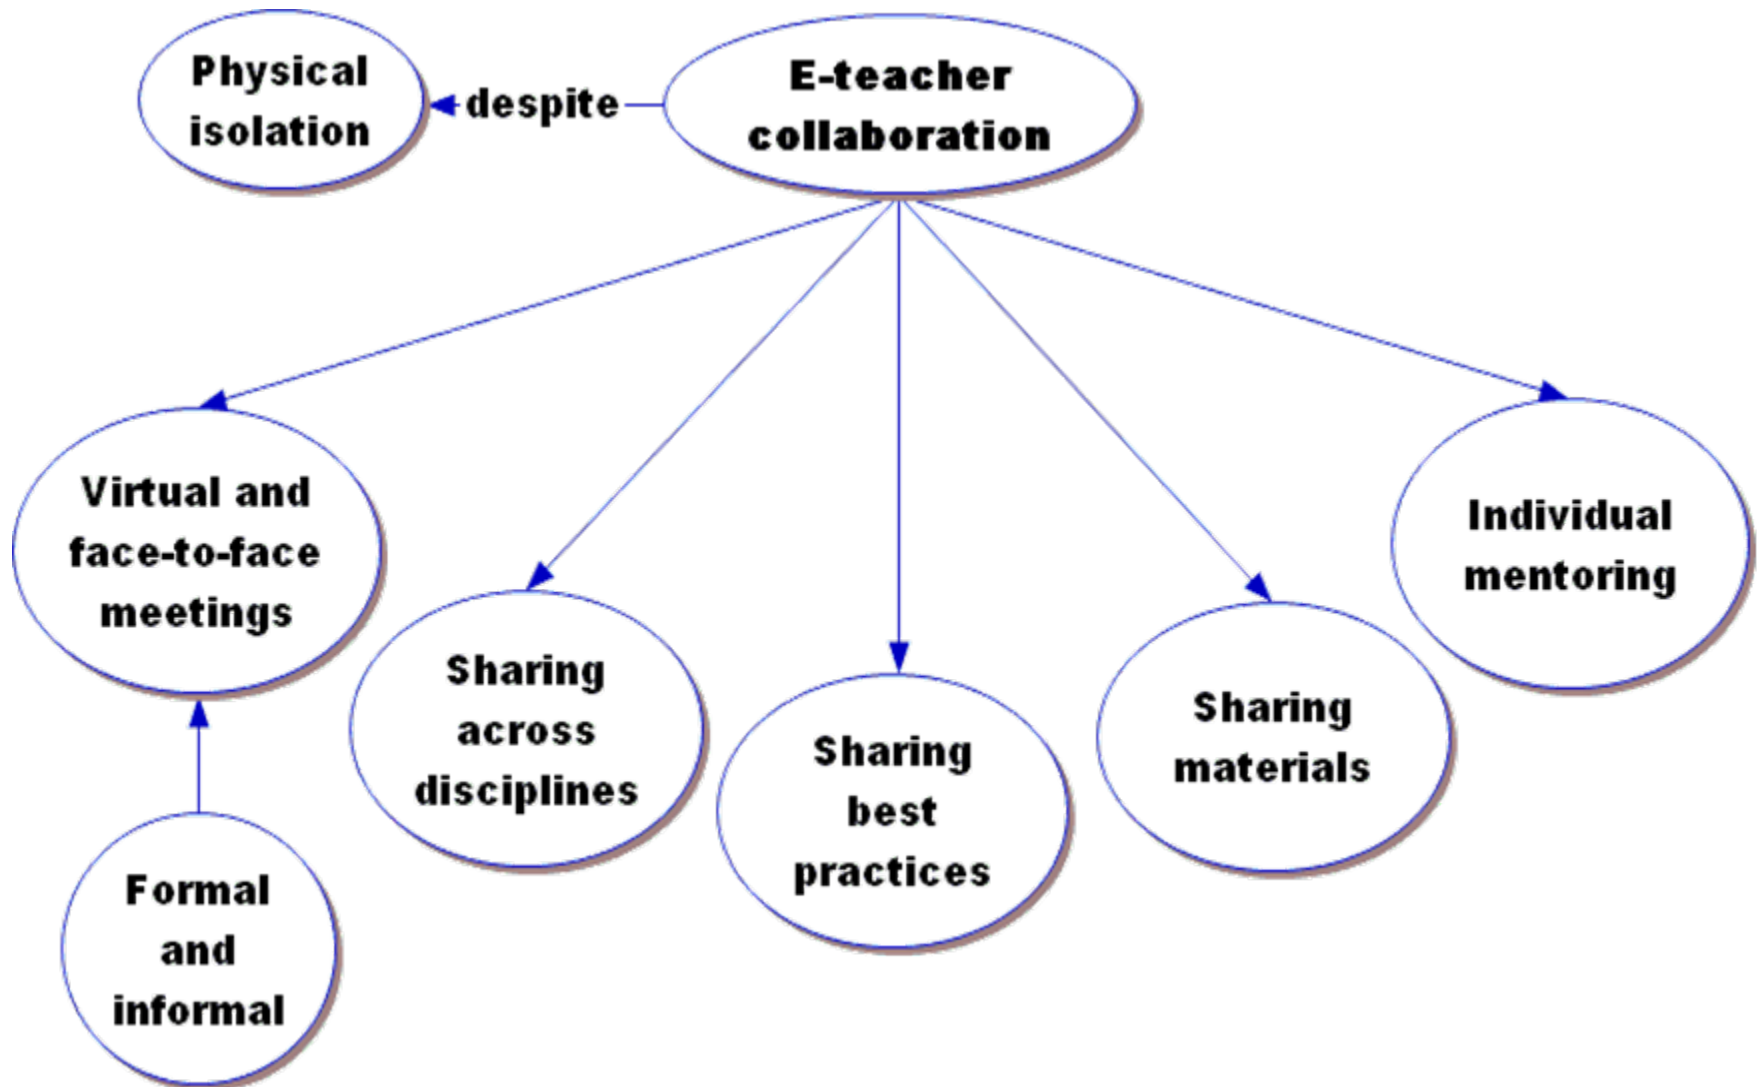 Physical
isolation
despite
E-teacher
collaboration
Virtual and
face-to-face
meetings
Sharing
across
disciplines
Sharing
best
practices
Sharing
materials
Individual
mentoring
Formal
and
informal